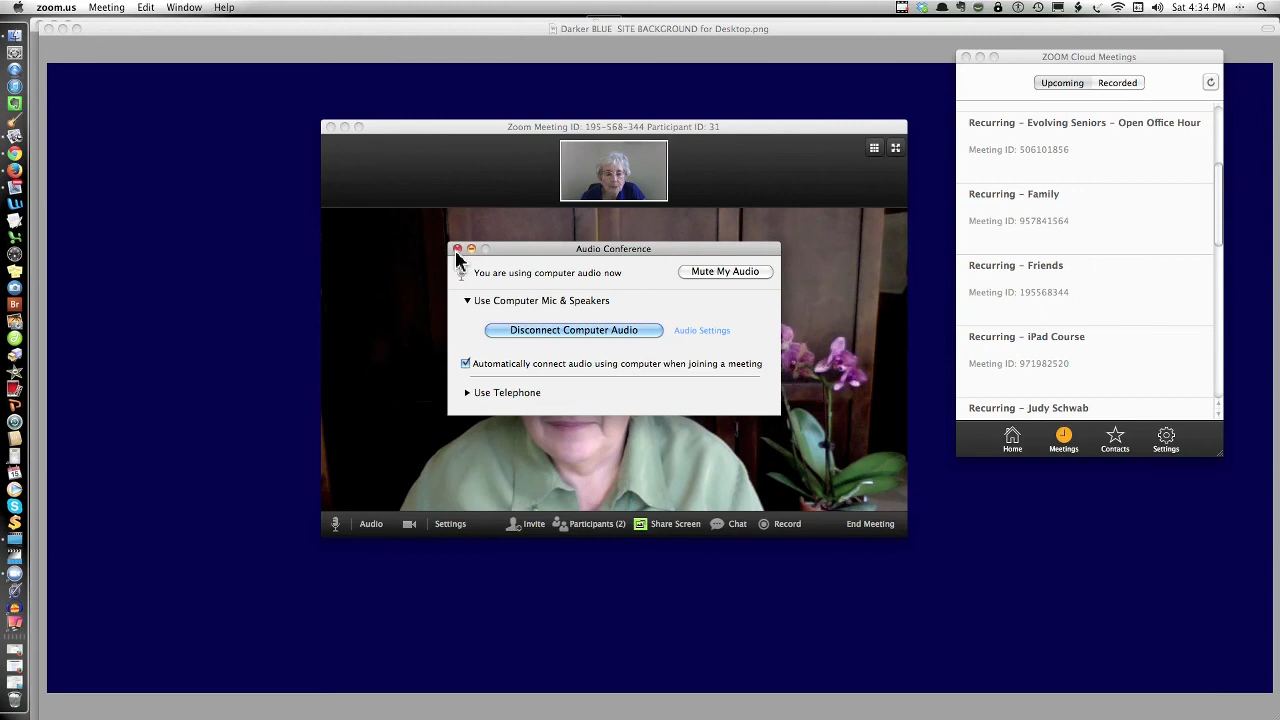 zoom.us Meeting Edit Window Help Sat 4:34 PM
Darker BLUE SITE BACKGROUND for Desktop.png
ZOOM Cloud Meetings
Upcoming Recorded
Recurring - Evolving Seniors - Open Office Hour
Meeting ID: 506101856
Recurring - Family
Meeting ID: 957841564
Recurring - Friends
Meeting ID: 195568344
Recurring - iPad Course
Meeting ID: 971982520
Recurring - Judy Schwab
Home Meetings Contacts Settings
Zoom Meeting ID: 195-568-344 Participant ID: 31
Audio Conference
You are using computer audio now Mute My Audio
Use Computer Mic & Speakers
Disconnect Computer Audio Audio Settings
Automatically connect audio using computer when joining a meeting
Use Telephone
Audio Settings Invite Participants (2) Share Screen Chat Record End Meeting
Br